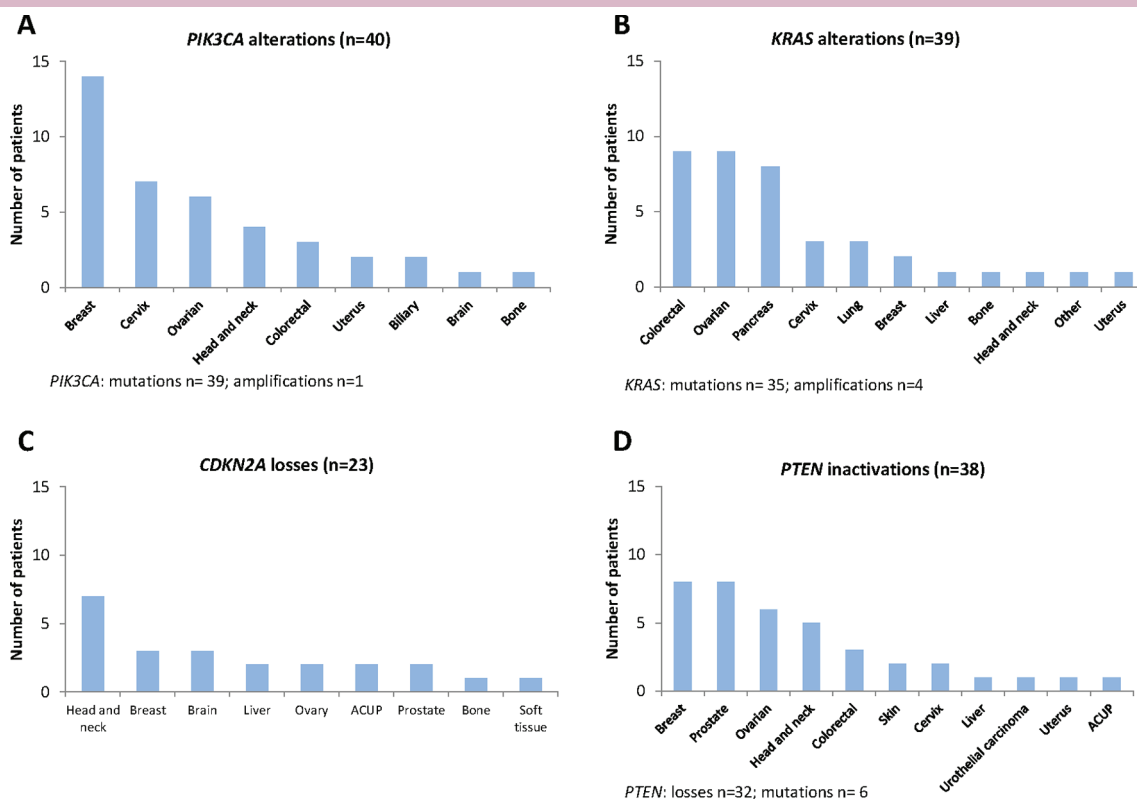 A
PIK3CA alterations (n=40)
Number of patients
15
10
5
0
Breast
Cervix
Ovarian
Head and neck
Colorectal
Uterus
Biliary
Brain
Bone
PIK3CA: mutations n= 39; amplifications n=1
B
KRAS alterations (n=39)
Number of patients
15
10
5
0
Colorectal
Ovarian
Pancreas
Cervix
Lung
Breast
Liver
Bone
Head and neck
Other
Uterus
KRAS: mutations n= 35; amplifications n=4
C
CDKN2A losses (n=23)
Number of patients
15
10
5
0
Head and
neck
Breast
Brain
Liver
Ovary
ACUP
Prostate
Bone
Soft
tissue
D
PTEN inactivations (n=38)
Number of patients
15
10
5
0
Breast
Prostate
Ovarian
Head and neck
Colorectal
Skin
Cervix
Liver
Urothelial carcinoma
Uterus
ACUP
PTEN: losses n=32; mutations n= 6